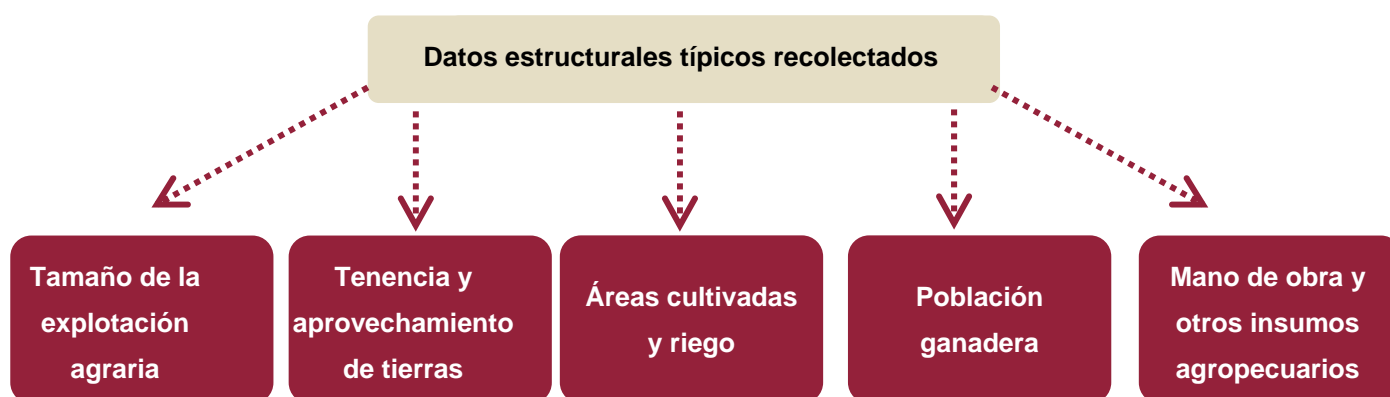 Datos estructurales típicos recolectados
Tamaño de la
explotación
agraria
Tenencia y
aprovechamiento
de tierras
Áreas cultivadas
y riego
Población
ganadera
Mano de obra y
otros insumos
agropecuarios